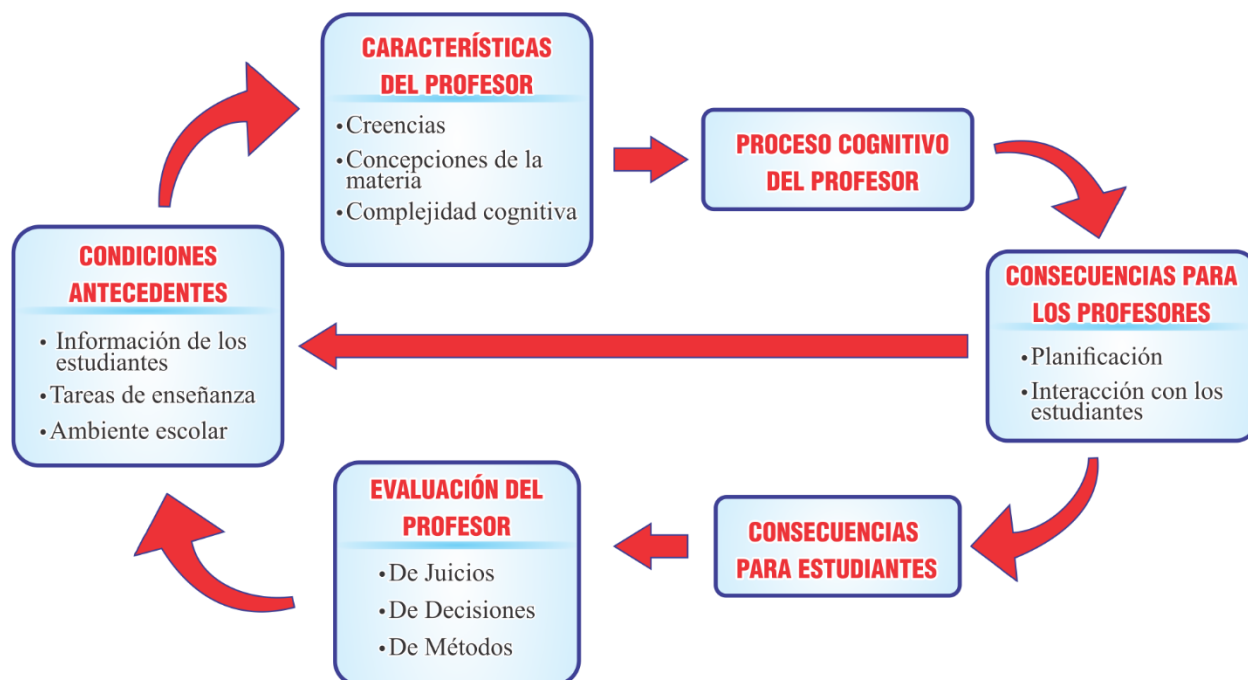 CARACTERÍSTICAS
DEL PROFESOR
•Creencias
•Concepciones de la
materia
•Complejidad cognitiva
PROCESO COGNITIVO
DEL PROFESOR
CONSECUENCIAS PARA
LOS PROFESORES
•Planificación
•Interacción con los
estudiantes
CONSECUENCIAS
PARA ESTUDIANTES
EVALUACIÓN DEL
PROFESOR
•De Juicios
•De Decisiones
•De Métodos
CONDICIONES
ANTECEDENTES
• Información de los
estudiantes
•Tareas de enseñanza
•Ambiente escolar